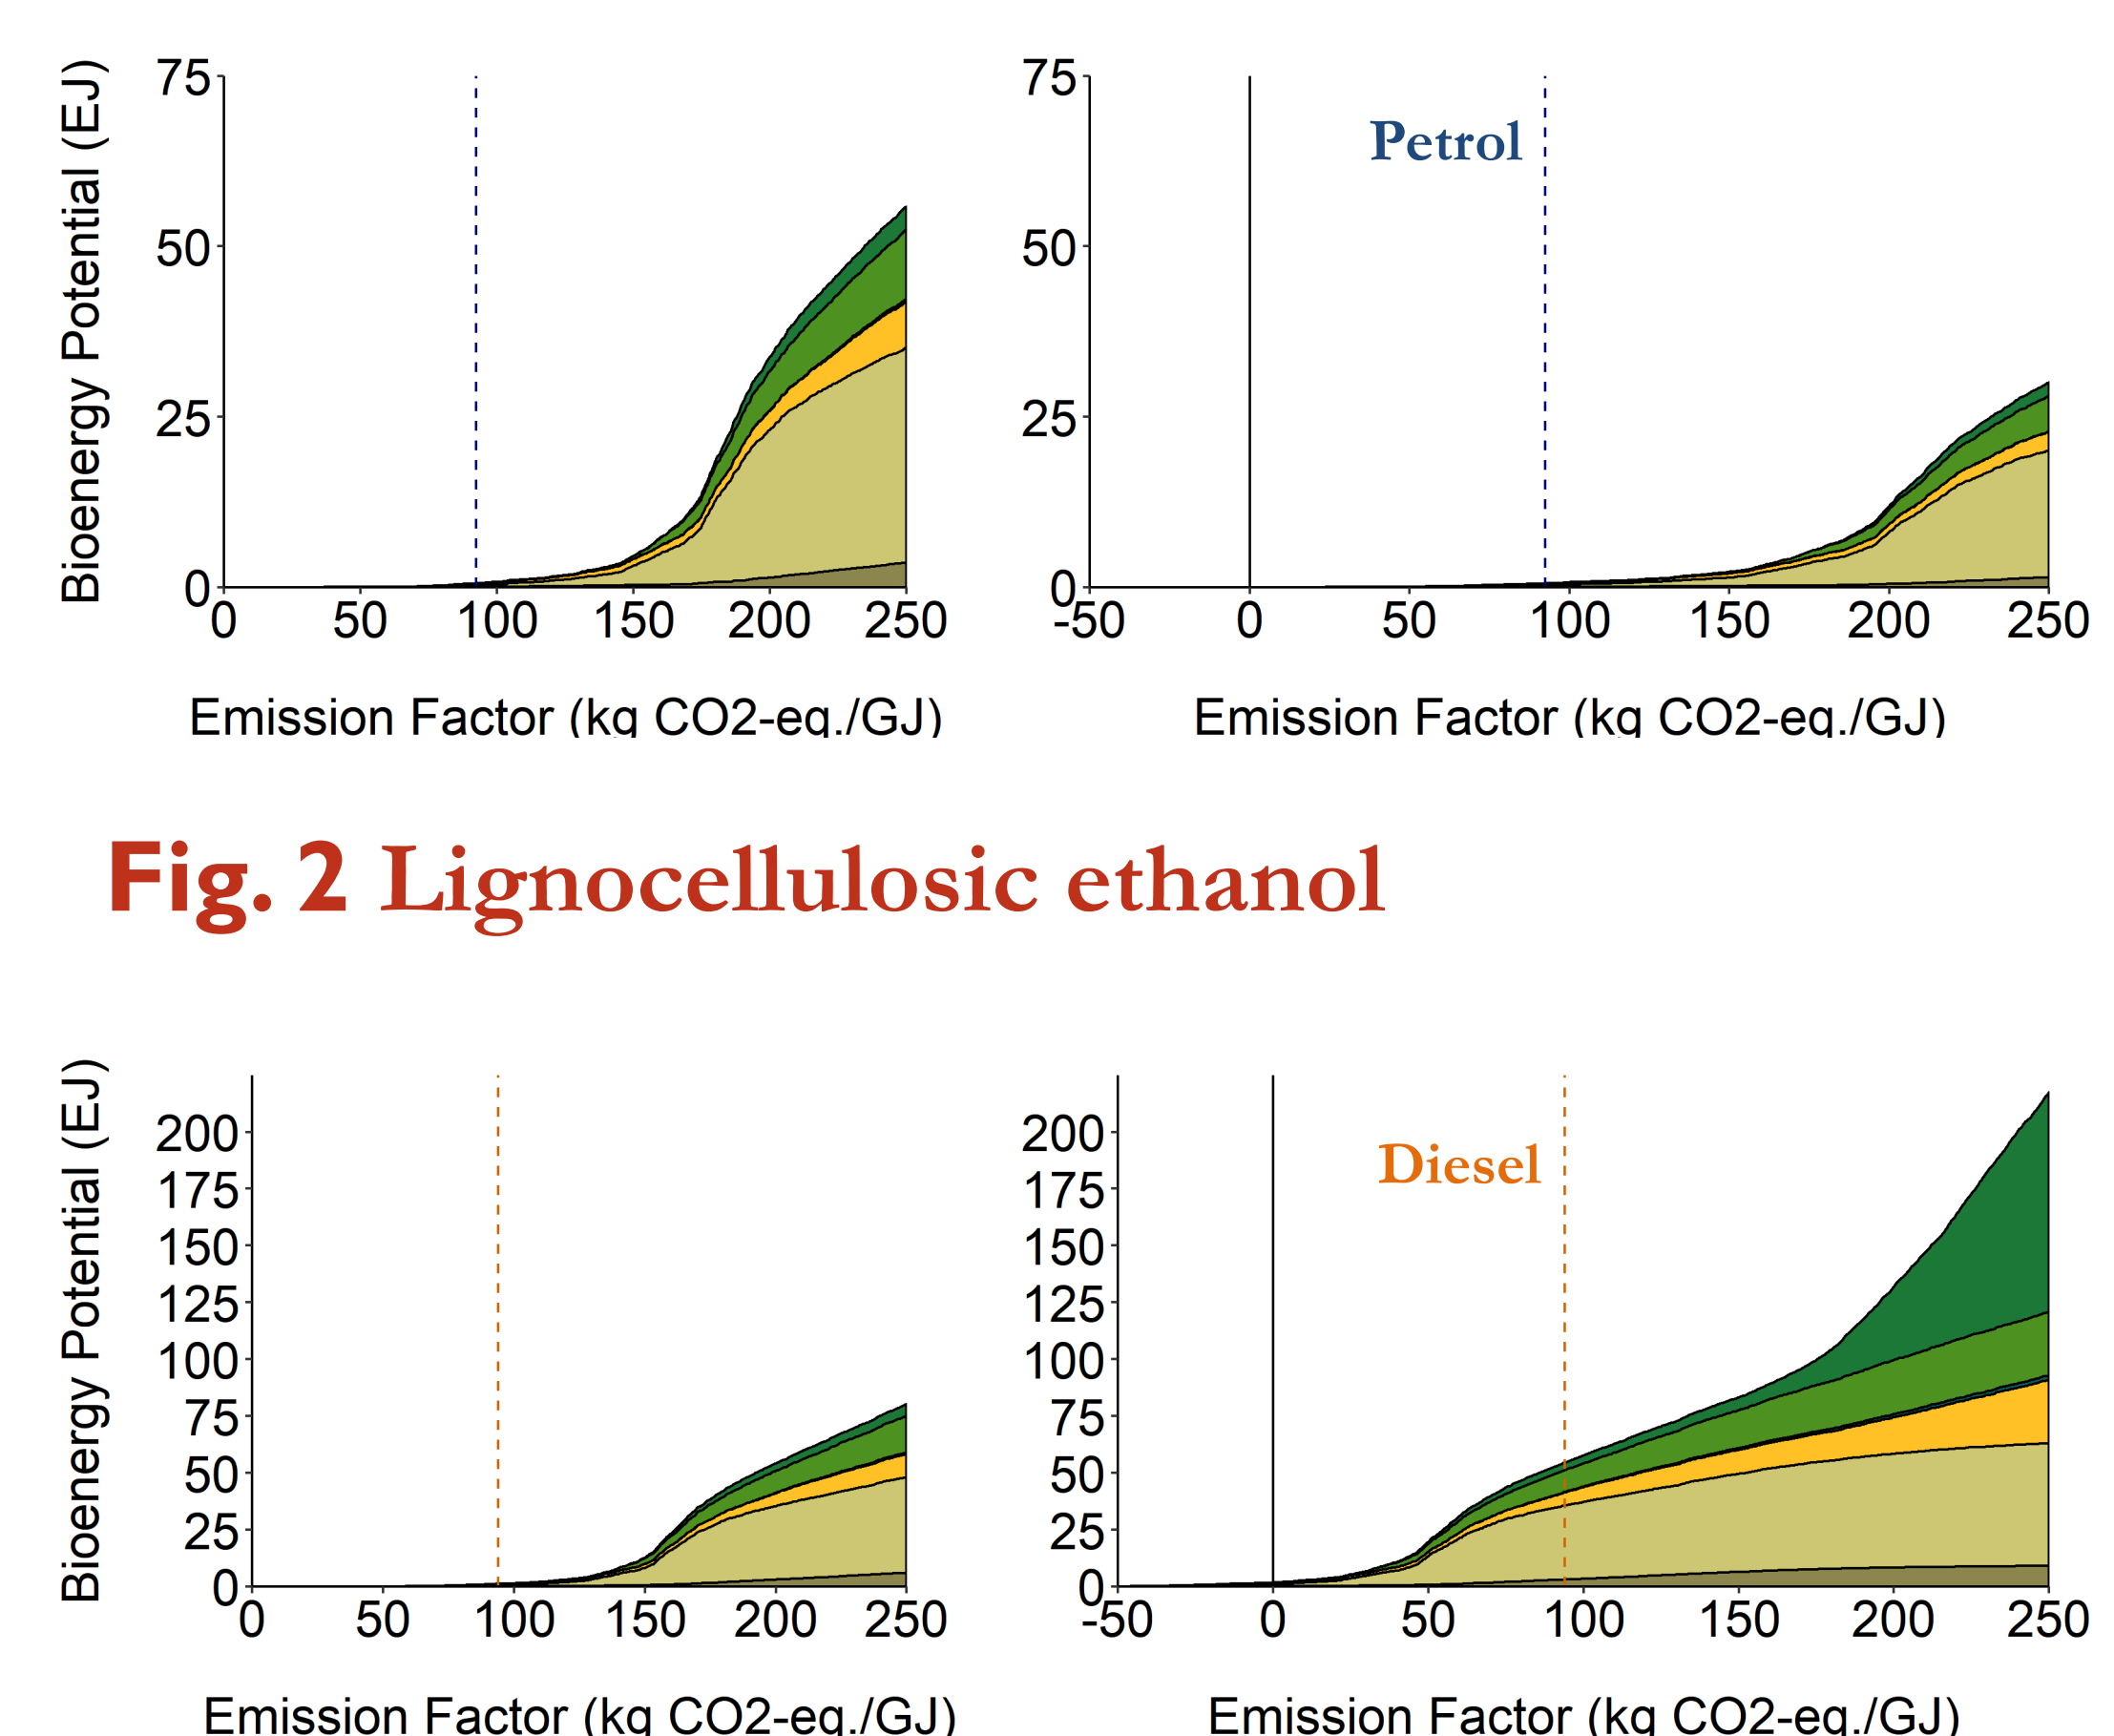 Bioenergy Potential (EJ)
75
50
25
0
0 50 100 150 200 250
Emission Factor (kg CO2-eq./GJ)
75
50
25
0
-50 0 50 100 150 200 250
Petrol
Emission Factor (kg CO2-eq./GJ)
Fig. 2 Lignocellulosic ethanol
Bioenergy Potential (EJ)
200
175
150
125
100
75
50
25
0
0 50 100 150 200 250
Emission Factor (kg CO2-eq./GJ)
200
175
150
125
100
75
50
25
0
-50 0 50 100 150 200 250
Diesel
Emission Factor (kg CO2-eq./GJ)